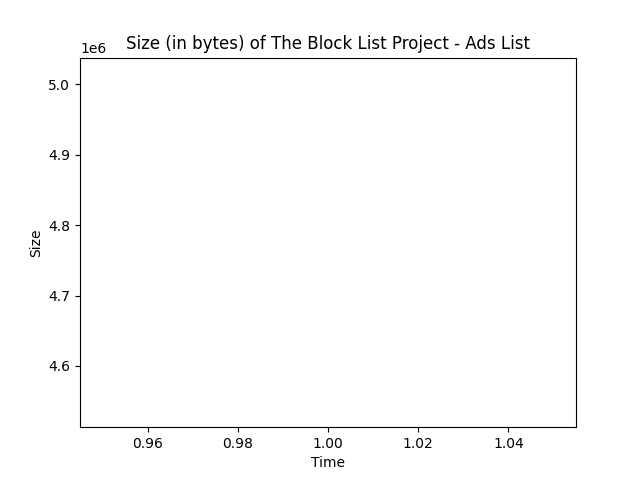 Size (in bytes) of The Block List Project - Ads List
1e6
5.0
4.9
4.8
4.7
4.6
Size
0.96 0.98 1.00 1.02 1.04
Time